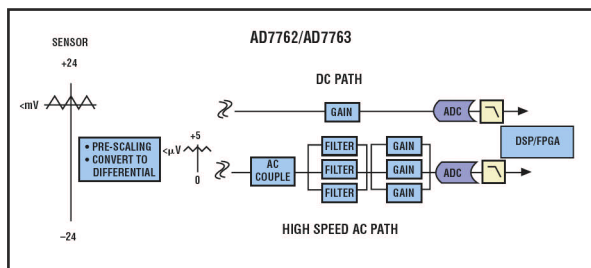 AD7762/AD7763
SENSOR
+24
<mV
–24
• PRE-SCALING
• CONVERT TO
DIFFERENTIAL
<μV
+5
0
DC PATH
GAIN
ADC
AC
COUPLE
FILTER
FILTER
FILTER
GAIN
GAIN
GAIN
ADC
DSP/FPGA
HIGH SPEED AC PATH